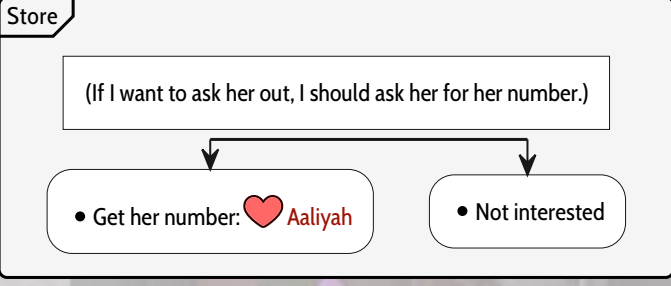 Store
(If I want to ask her out, I should ask her for her number.)
• Get her number: Aaliyah
• Not interested